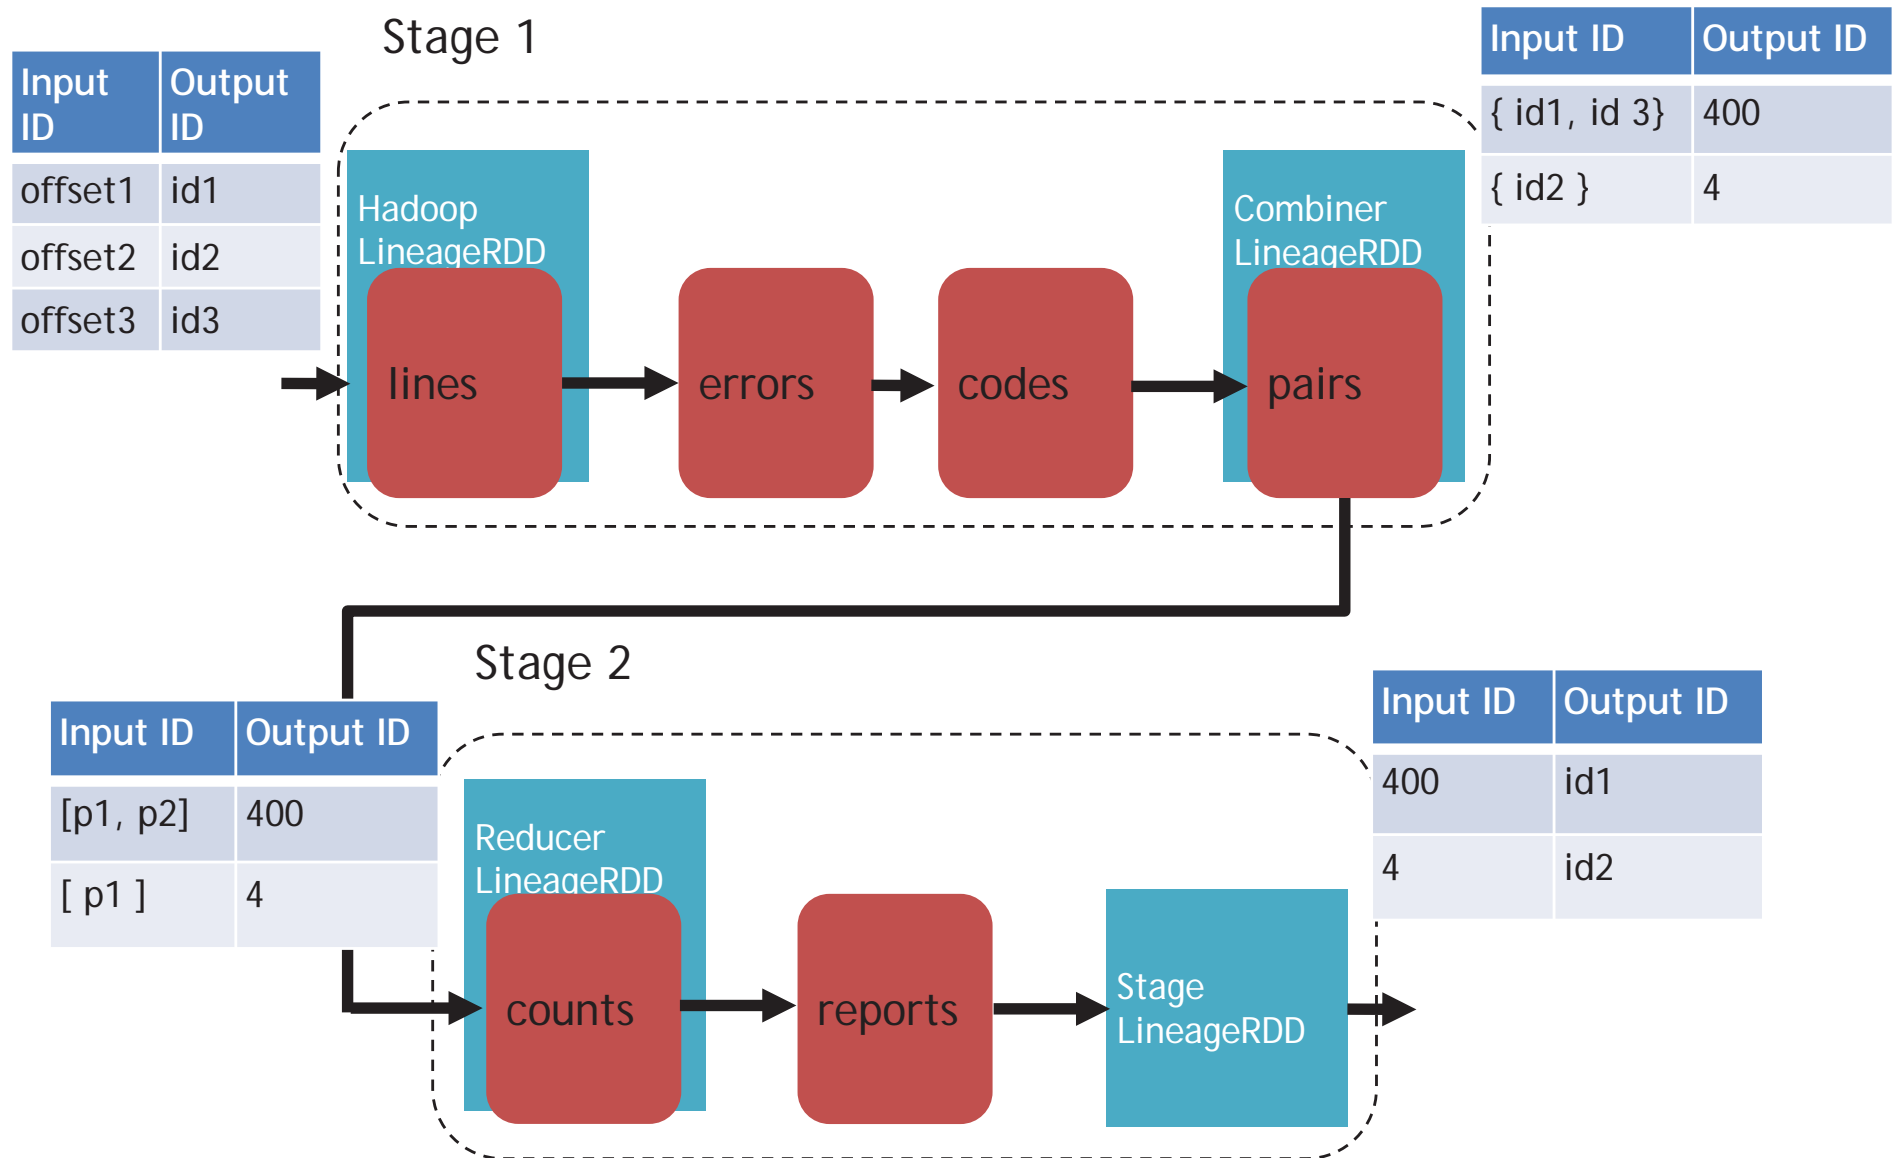 Stage 1
Input ID Output ID
offset1 id1
offset2 id2
offset3 id3
Input ID Output ID
{ id1, id 3} 400
{ id2 } 4
Hadoop
LineageRDD
Combiner
LineageRDD
lines
errors
codes
pairs
Stage 2
Input ID Output ID
[p1, p2] 400
[ p1 ] 4
Input ID Output ID
400 id1
4 id2
Reducer
LineageRDD
counts
reports
Stage
LineageRDD